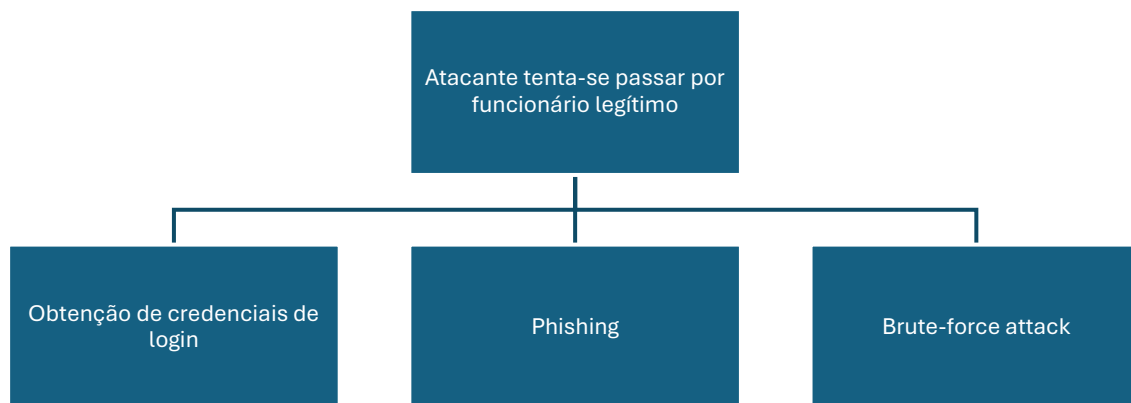 Atacante tenta-se passar por
funcionário legítimo
Obtenção de credenciais de
login
Phishing
Brute-force attack